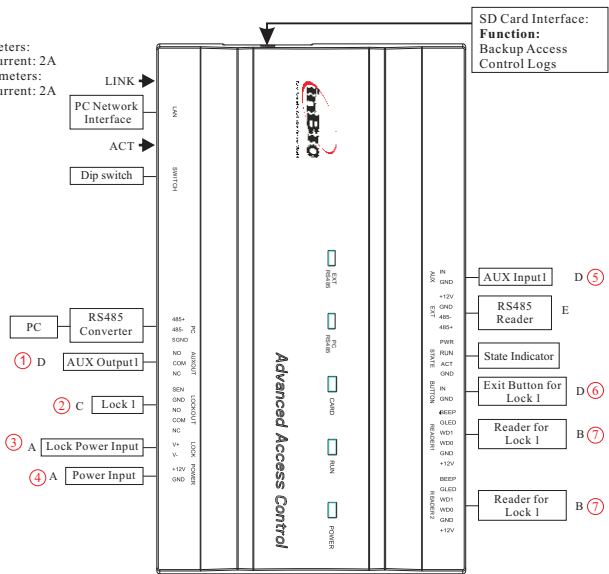 SD Card Interface:
Function:
Backup Access
Control Logs
eters:
urrent: 2A
meters:
urrent: 2A
LINK
PC Network
Interface
LAN
ACT
Dip switch
SWITCH
inBio
EXT
RS485
PC
RS485
CARD
RUN
POWER
Advanced Access Control
PC
RS485
Converter
485+
485-
SGND
PC
① D
AUX Output1
NO
COM
NC
AUXOUT
② C
Lock 1
SEN
GND
NO
COM
NC
LOCKOUT
③ A
Lock Power Input
V+
V-
LOCK
④ A
Power Input
+12V
GND
POWER
AUX
IN
GND
AUX Input1
D ⑤
EXT
+12V
GND
485-
485+
RS485
Reader
E
STATE
PWR
RUN
ACT
GND
State Indicator
BUTTON
IN
GND
Exit Button for
Lock 1
D ⑥
READER1
BEEP
GLED
WD1
WD0
GND
+12V
Reader for
Lock 1
B ⑦
READER2
BEEP
GLED
WD1
WD0
GND
+12V
Reader for
Lock 1
B ⑦